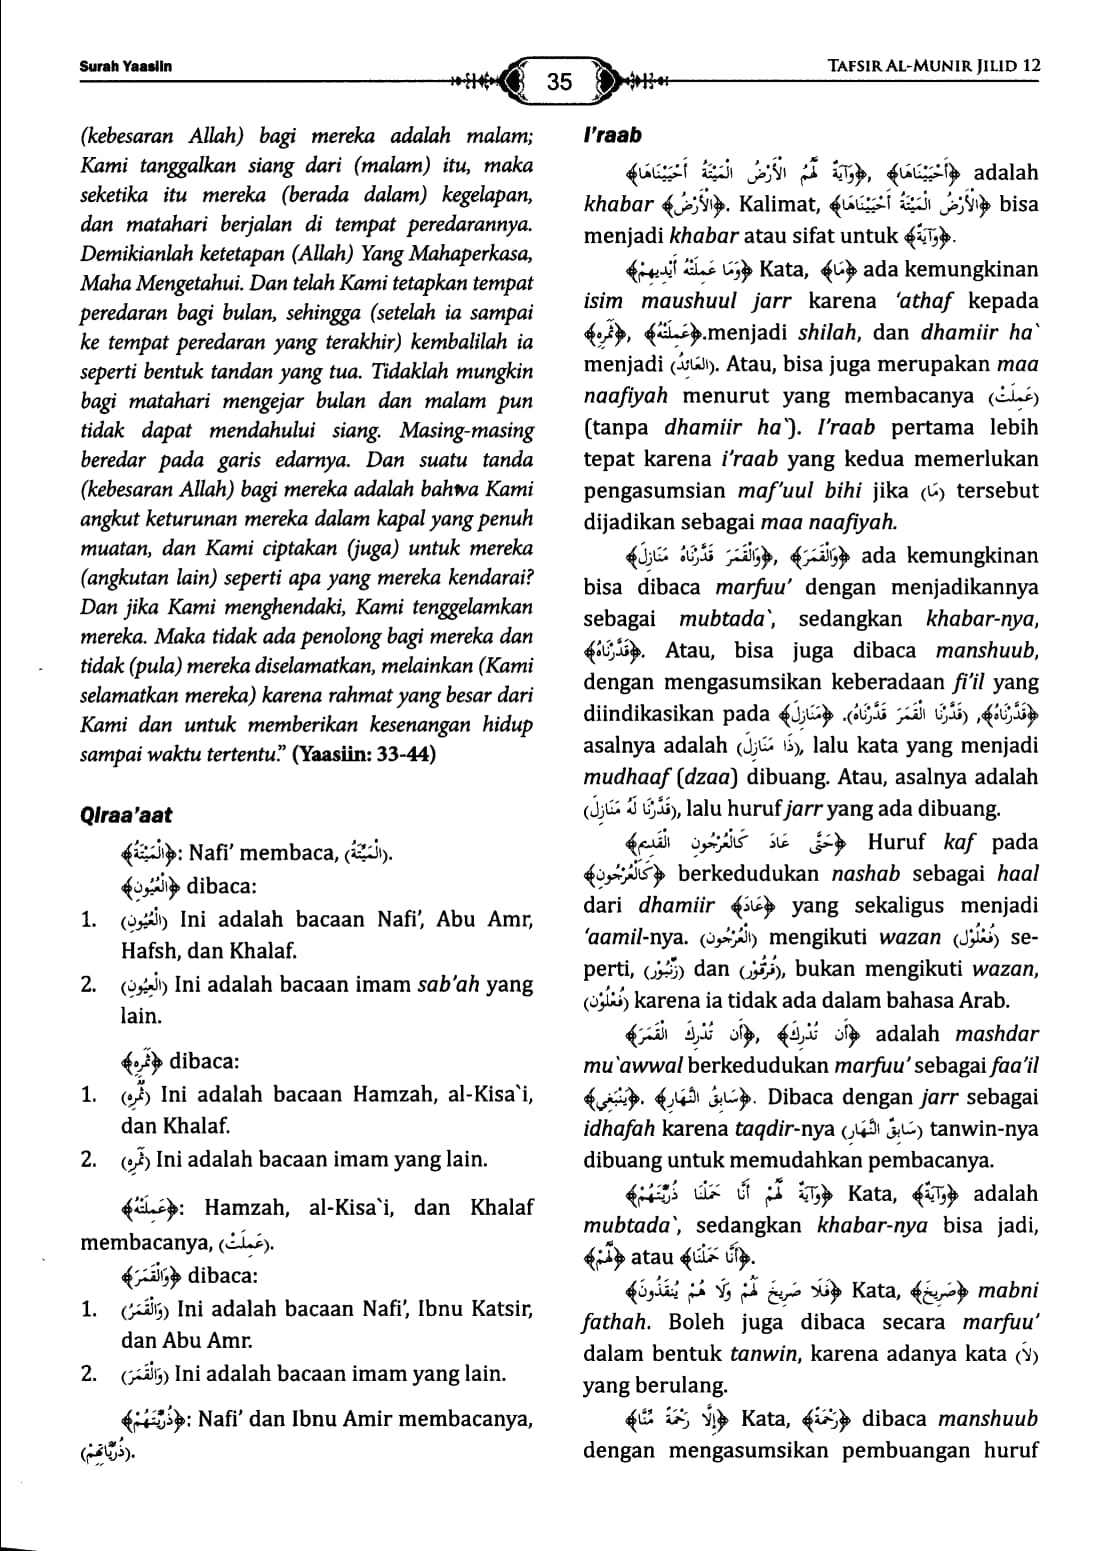 Surah Yaasiin
35
TAFSIR AL-MUNIR JILID 12
(kebesaran Allah) bagi mereka adalah malam;
Kami tanggalkan siang dari (malam) itu, maka
seketika itu mereka (berada dalam) kegelapan,
dan matahari berjalan di tempat peredarannya.
Demikianlah ketetapan (Allah) Yang Mahaperkasa,
Maha Mengetahui. Dan telah Kami tetapkan tempat
peredaran bagi bulan, sehingga (setelah ia sampai
ke tempat peredaran yang terakhir) kembalilah ia
seperti bentuk tandan yang tua. Tidaklah mungkin
bagi matahari mengejar bulan dan malam pun
tidak dapat mendahului siang. Masing-masing
beredar pada garis edarnya. Dan suatu tanda
(kebesaran Allah) bagi mereka adalah bahwa Kami
angkut keturunan mereka dalam kapal yang penuh
muatan, dan Kami ciptakan (juga) untuk mereka
(angkutan lain) seperti apa yang mereka kendarai?
Dan jika Kami menghendaki, Kami tenggelamkan
mereka. Maka tidak ada penolong bagi mereka dan
tidak (pula) mereka diselamatkan, melainkan (Kami
selamatkan mereka) karena rahmat yang besar dari
Kami dan untuk memberikan kesenangan hidup
sampai waktu tertentu.” (Yaasiin: 33-44)
Qiraa’aat
﴿الْمَيْتَةُ﴾: Nafi’ membaca, (الْمَيِّتَةُ).
﴿الْعُيُونِ﴾ dibaca:
1. (الْعُيُونِ) Ini adalah bacaan Nafi’, Abu Amr,
Hafsh, dan Khalaf.
2. (الْعِيُونِ) Ini adalah bacaan imam sab’ah yang
lain.
﴿ثَمَرِهِ﴾ dibaca:
1. (ثُمُرِهِ) Ini adalah bacaan Hamzah, al-Kisa`i,
dan Khalaf.
2. (ثَمَرِهِ) Ini adalah bacaan imam yang lain.
﴿عَمِلَتْهُ﴾: Hamzah, al-Kisa`i, dan Khalaf
membacanya, (عَمِلَتْ).
﴿وَالْقَمَرَ﴾ dibaca:
1. (وَالْقَمَرُ) Ini adalah bacaan Nafi’, Ibnu Katsir,
dan Abu Amr.
2. (وَالْقَمَرَ) Ini adalah bacaan imam yang lain.
﴿ذُرِّيَّتَهُمْ﴾: Nafi’ dan Ibnu Amir membacanya,
(ذُرِّيَّاتِهِمْ).
I’raab
﴿وَآيَةٌ لَّهُمُ الْأَرْضُ الْمَيْتَةُ أَحْيَيْنَاهَا﴾, ﴿أَحْيَيْنَاهَا﴾ adalah
khabar ﴿الْأَرْضُ﴾. Kalimat, ﴿الْأَرْضُ الْمَيْتَةُ أَحْيَيْنَاهَا﴾ bisa
menjadi khabar atau sifat untuk ﴿وَآيَةٌ﴾.
﴿وَمَا عَمِلَتْهُ أَيْدِيهِمْ﴾ Kata, ﴿مَا﴾ ada kemungkinan
isim maushuul jarr karena ‘athaf kepada
﴿ثَمَرِهِ﴾, ﴿عَمِلَتْهُ﴾.menjadi shilah, dan dhamiir ha`
menjadi (العَائِدُ). Atau, bisa juga merupakan maa
naafiyah menurut yang membacanya (عَمِلَتْ)
(tanpa dhamiir ha`). I’raab pertama lebih
tepat karena i’raab yang kedua memerlukan
pengasumsian maf’uul bihi jika (مَا) tersebut
dijadikan sebagai maa naafiyah.
﴿وَالْقَمَرَ قَدَّرْنَاهُ مَنَازِلَ﴾, ﴿وَالْقَمَرَ﴾ ada kemungkinan
bisa dibaca marfuu’ dengan menjadikannya
sebagai mubtada`, sedangkan khabar-nya,
﴿قَدَّرْنَاهُ﴾. Atau, bisa juga dibaca manshuub,
dengan mengasumsikan keberadaan fi’il yang
diindikasikan pada ﴿قَدَّرْنَاهُ﴾, (قَدَّرْنَا الْقَمَرَ قَدَّرْنَاهُ). ﴿مَنَازِلَ﴾
asalnya adalah (ذَا مَنَازِلَ), lalu kata yang menjadi
mudhaaf (dzaa) dibuang. Atau, asalnya adalah
(قَدَّرْنَا لَهُ مَنَازِلَ), lalu huruf jarr yang ada dibuang.
﴿حَتَّى عَادَ كَالْعُرْجُونِ الْقَدِيمِ﴾ Huruf kaf pada
﴿كَالْعُرْجُونِ﴾ berkedudukan nashab sebagai haal
dari dhamiir ﴿عَادَ﴾ yang sekaligus menjadi
‘aamil-nya. (الْعُرْجُونِ) mengikuti wazan (فُعْلُوْلٌ) se-
perti, (زُنْبُوْرٌ) dan (قُرْقُوْرٌ), bukan mengikuti wazan,
(فُعْلُوْن) karena ia tidak ada dalam bahasa Arab.
﴿أَن تُدْرِكَ الْقَمَرَ﴾, ﴿أَن تُدْرِكَ﴾ adalah mashdar
mu`awwal berkedudukan marfuu’ sebagai faa’il
﴿يَنْبَغِي﴾. ﴿سَابِقُ النَّهَارِ﴾. Dibaca dengan jarr sebagai
idhafah karena taqdir-nya (سَابِقٌ النَّهَارِ) tanwin-nya
dibuang untuk memudahkan pembacanya.
﴿وَآيَةٌ لَّهُمْ أَنَّا حَمَلْنَا ذُرِّيَّتَهُمْ﴾ Kata, ﴿وَآيَةٌ﴾ adalah
mubtada`, sedangkan khabar-nya bisa jadi,
﴿لَّهُمْ﴾ atau ﴿أَنَّا حَمَلْنَا﴾.
﴿فَلَا صَرِيخَ لَهُمْ وَلَا هُمْ يُنقَذُونَ﴾ Kata, ﴿صَرِيخَ﴾ mabni
fathah. Boleh juga dibaca secara marfuu’
dalam bentuk tanwin, karena adanya kata (لاَ)
yang berulang.
﴿إِلَّا رَحْمَةً مِّنَّا﴾ Kata, ﴿رَحْمَةً﴾ dibaca manshuub
dengan mengasumsikan pembuangan huruf